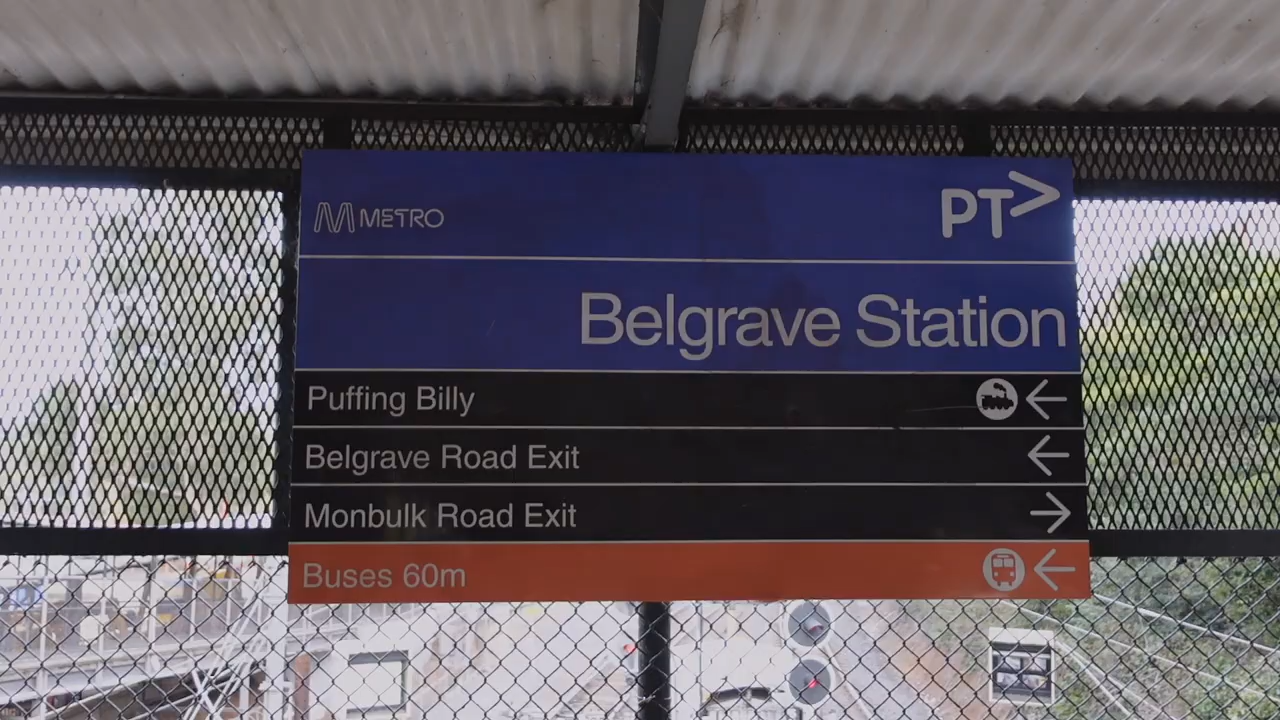 METRO
PT>
Belgrave Station
Puffing Billy
Belgrave Road Exit
Monbulk Road Exit
Buses 60m